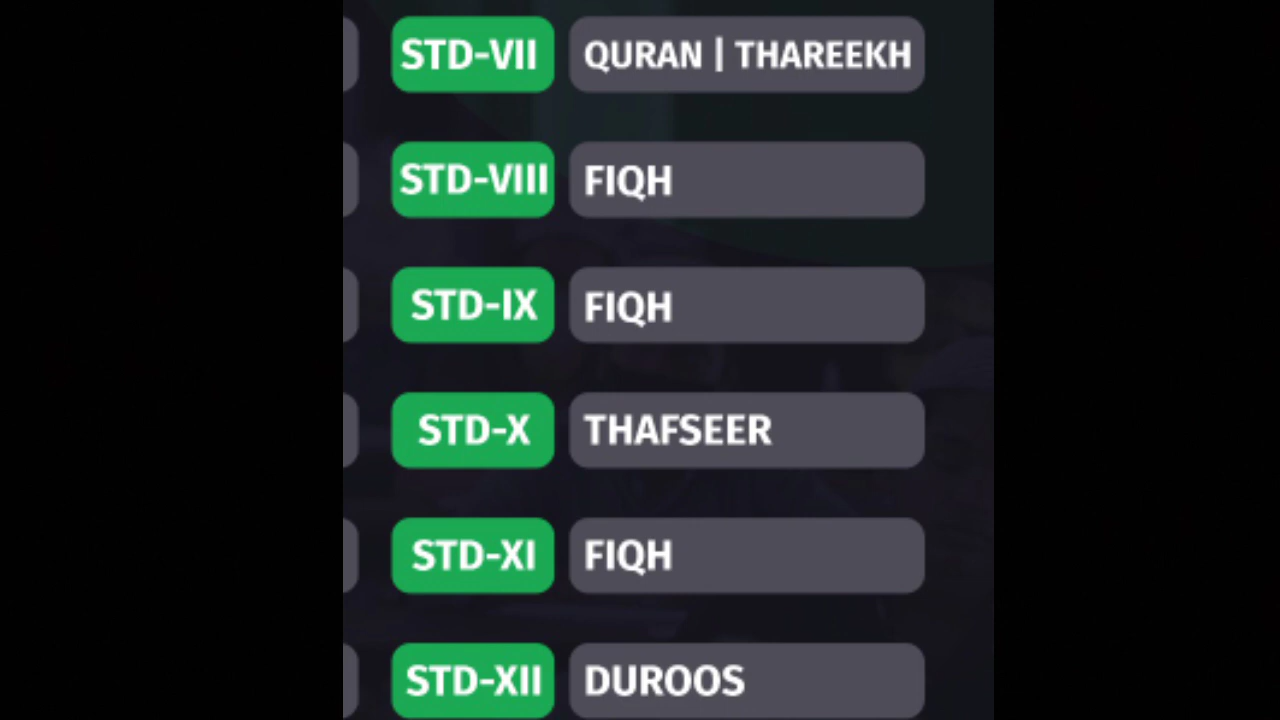 STD-VII QURAN | THAREEKH
STD-VIII FIQH
STD-IX FIQH
STD-X THAFSEER
STD-XI FIQH
STD-XII DUROOS